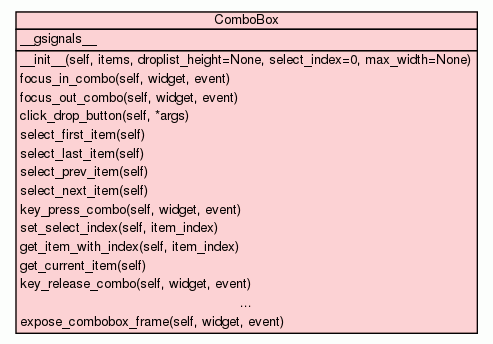 ComboBox
__gsignals__
__init__(self, items, droplist_height=None, select_index=0, max_width=None)
focus_in_combo(self, widget, event)
focus_out_combo(self, widget, event)
click_drop_button(self, *args)
select_first_item(self)
select_last_item(self)
select_prev_item(self)
select_next_item(self)
key_press_combo(self, widget, event)
set_select_index(self, item_index)
get_item_with_index(self, item_index)
get_current_item(self)
key_release_combo(self, widget, event)
...
expose_combobox_frame(self, widget, event)